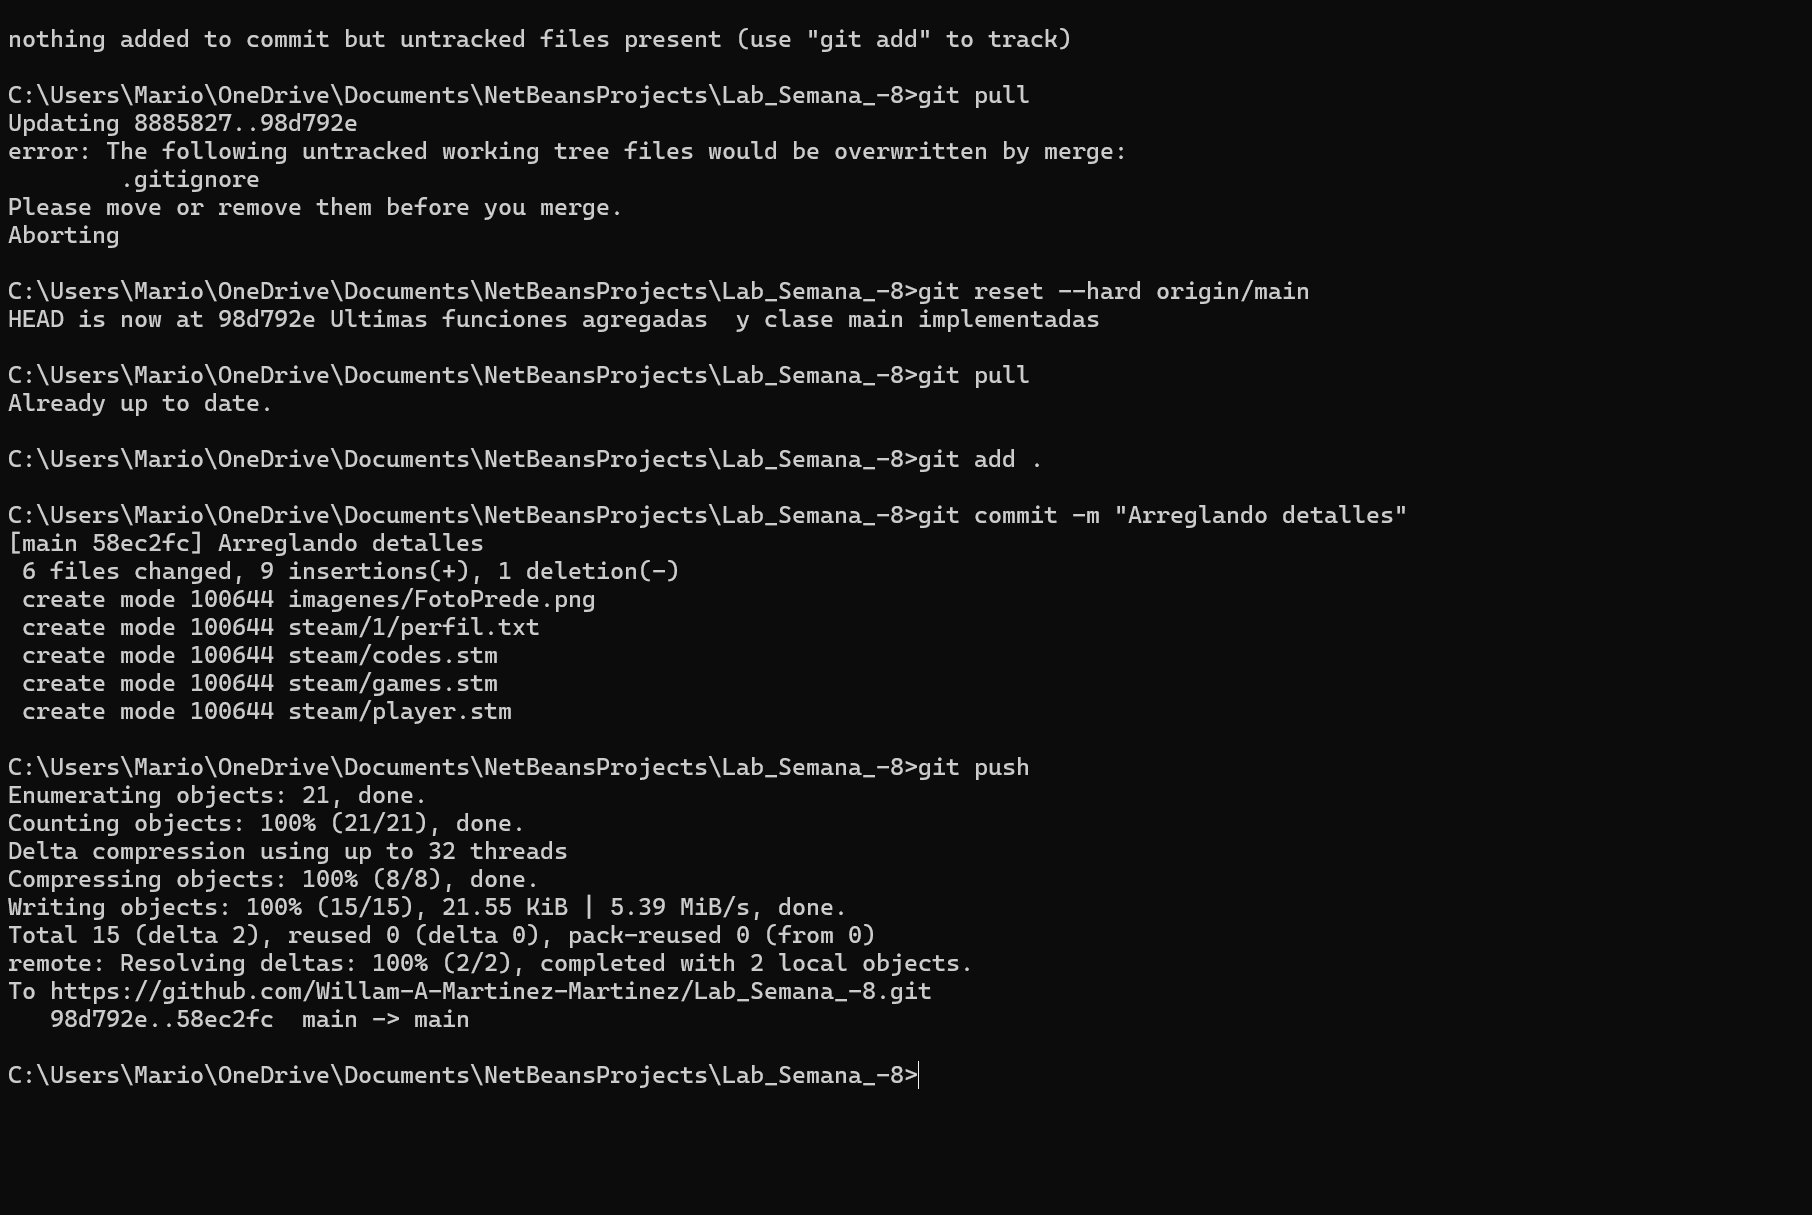 nothing added to commit but untracked files present (use "git add" to track)
C:\Users\Mario\OneDrive\Documents\NetBeansProjects\Lab_Semana_-8>git pull
Updating 8885827..98d792e
error: The following untracked working tree files would be overwritten by merge:
        .gitignore
Please move or remove them before you merge.
Aborting
C:\Users\Mario\OneDrive\Documents\NetBeansProjects\Lab_Semana_-8>git reset --hard origin/main
HEAD is now at 98d792e Ultimas funciones agregadas  y clase main implementadas
C:\Users\Mario\OneDrive\Documents\NetBeansProjects\Lab_Semana_-8>git pull
Already up to date.
C:\Users\Mario\OneDrive\Documents\NetBeansProjects\Lab_Semana_-8>git add .
C:\Users\Mario\OneDrive\Documents\NetBeansProjects\Lab_Semana_-8>git commit -m "Arreglando detalles"
[main 58ec2fc] Arreglando detalles
 6 files changed, 9 insertions(+), 1 deletion(-)
 create mode 100644 imagenes/FotoPrede.png
 create mode 100644 steam/1/perfil.txt
 create mode 100644 steam/codes.stm
 create mode 100644 steam/games.stm
 create mode 100644 steam/player.stm
C:\Users\Mario\OneDrive\Documents\NetBeansProjects\Lab_Semana_-8>git push
Enumerating objects: 21, done.
Counting objects: 100% (21/21), done.
Delta compression using up to 32 threads
Compressing objects: 100% (8/8), done.
Writing objects: 100% (15/15), 21.55 KiB | 5.39 MiB/s, done.
Total 15 (delta 2), reused 0 (delta 0), pack-reused 0 (from 0)
remote: Resolving deltas: 100% (2/2), completed with 2 local objects.
To https://github.com/Willam-A-Martinez-Martinez/Lab_Semana_-8.git
   98d792e..58ec2fc  main -> main
C:\Users\Mario\OneDrive\Documents\NetBeansProjects\Lab_Semana_-8>